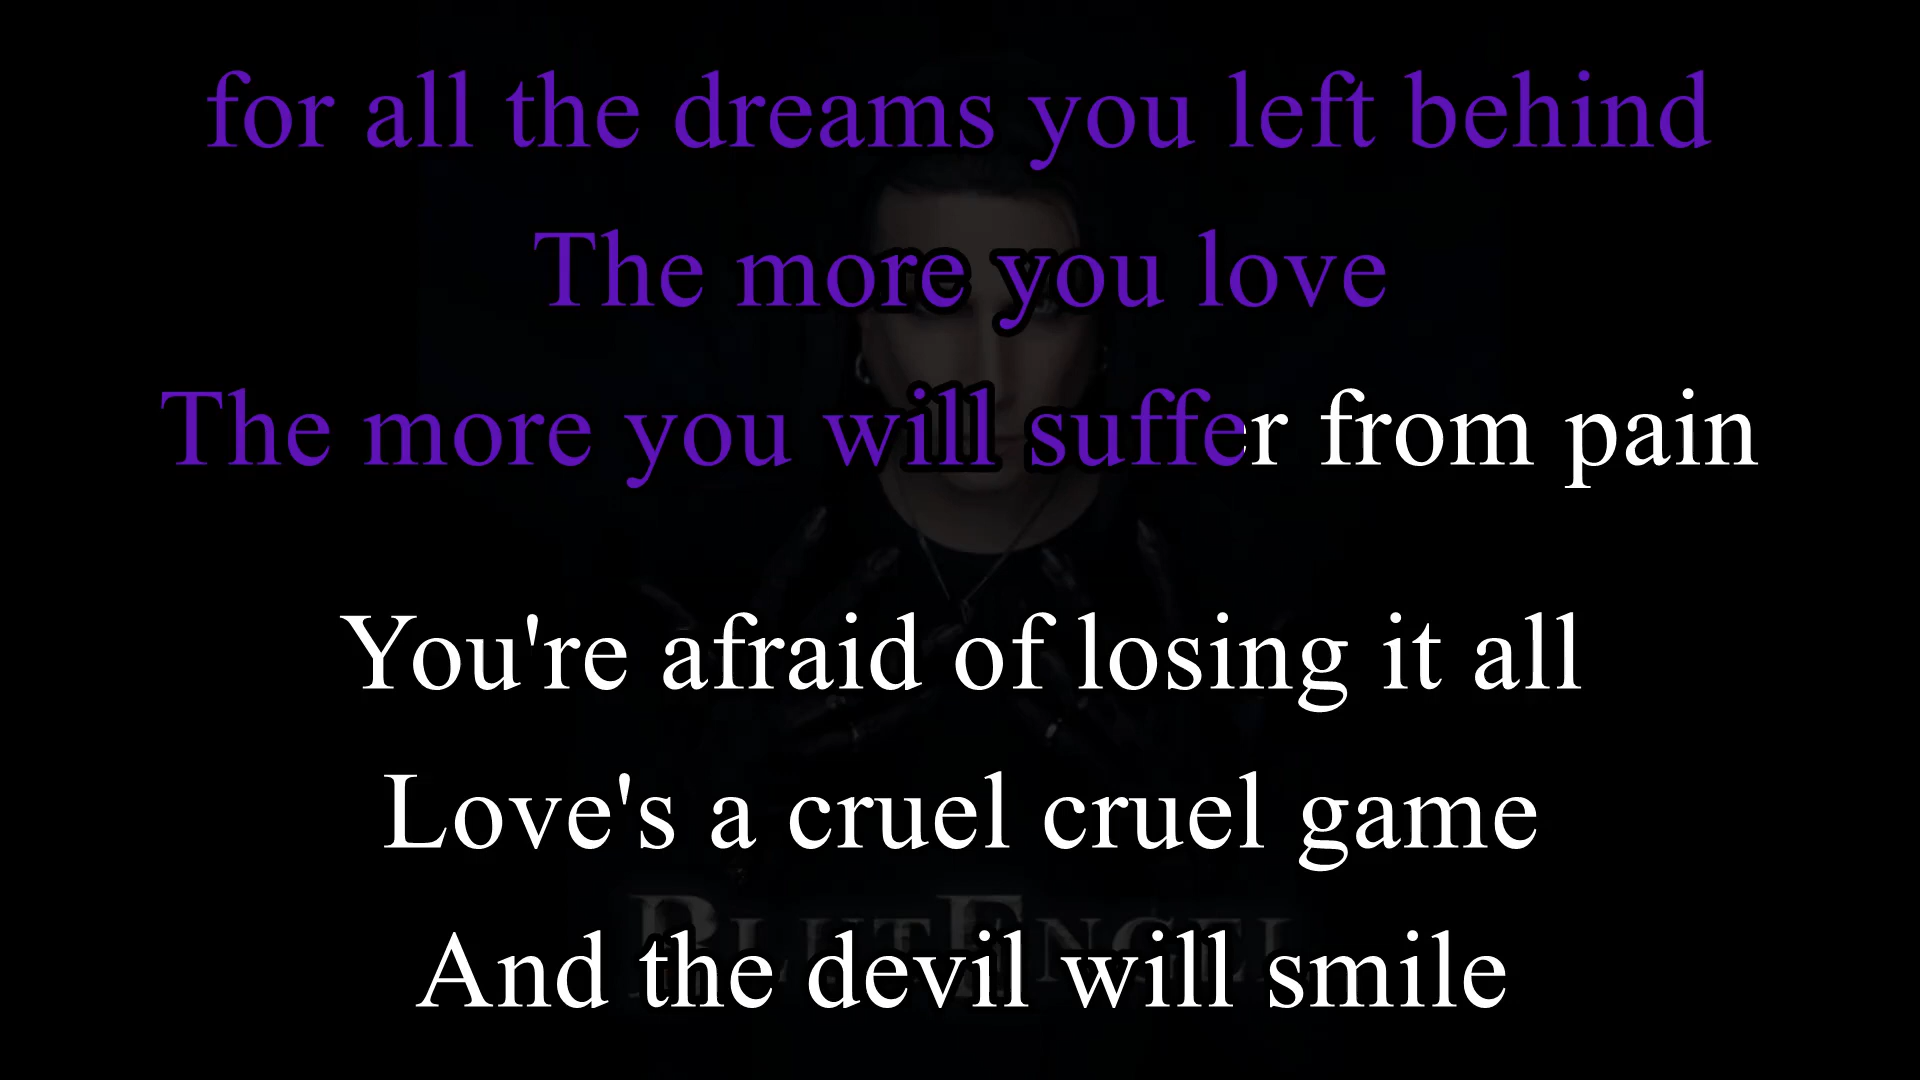 for all the dreams you left behind
The more you love
The more you will suffer from pain
You're afraid of losing it all
Love's a cruel cruel game
BLUTENGEL
And the devil will smile